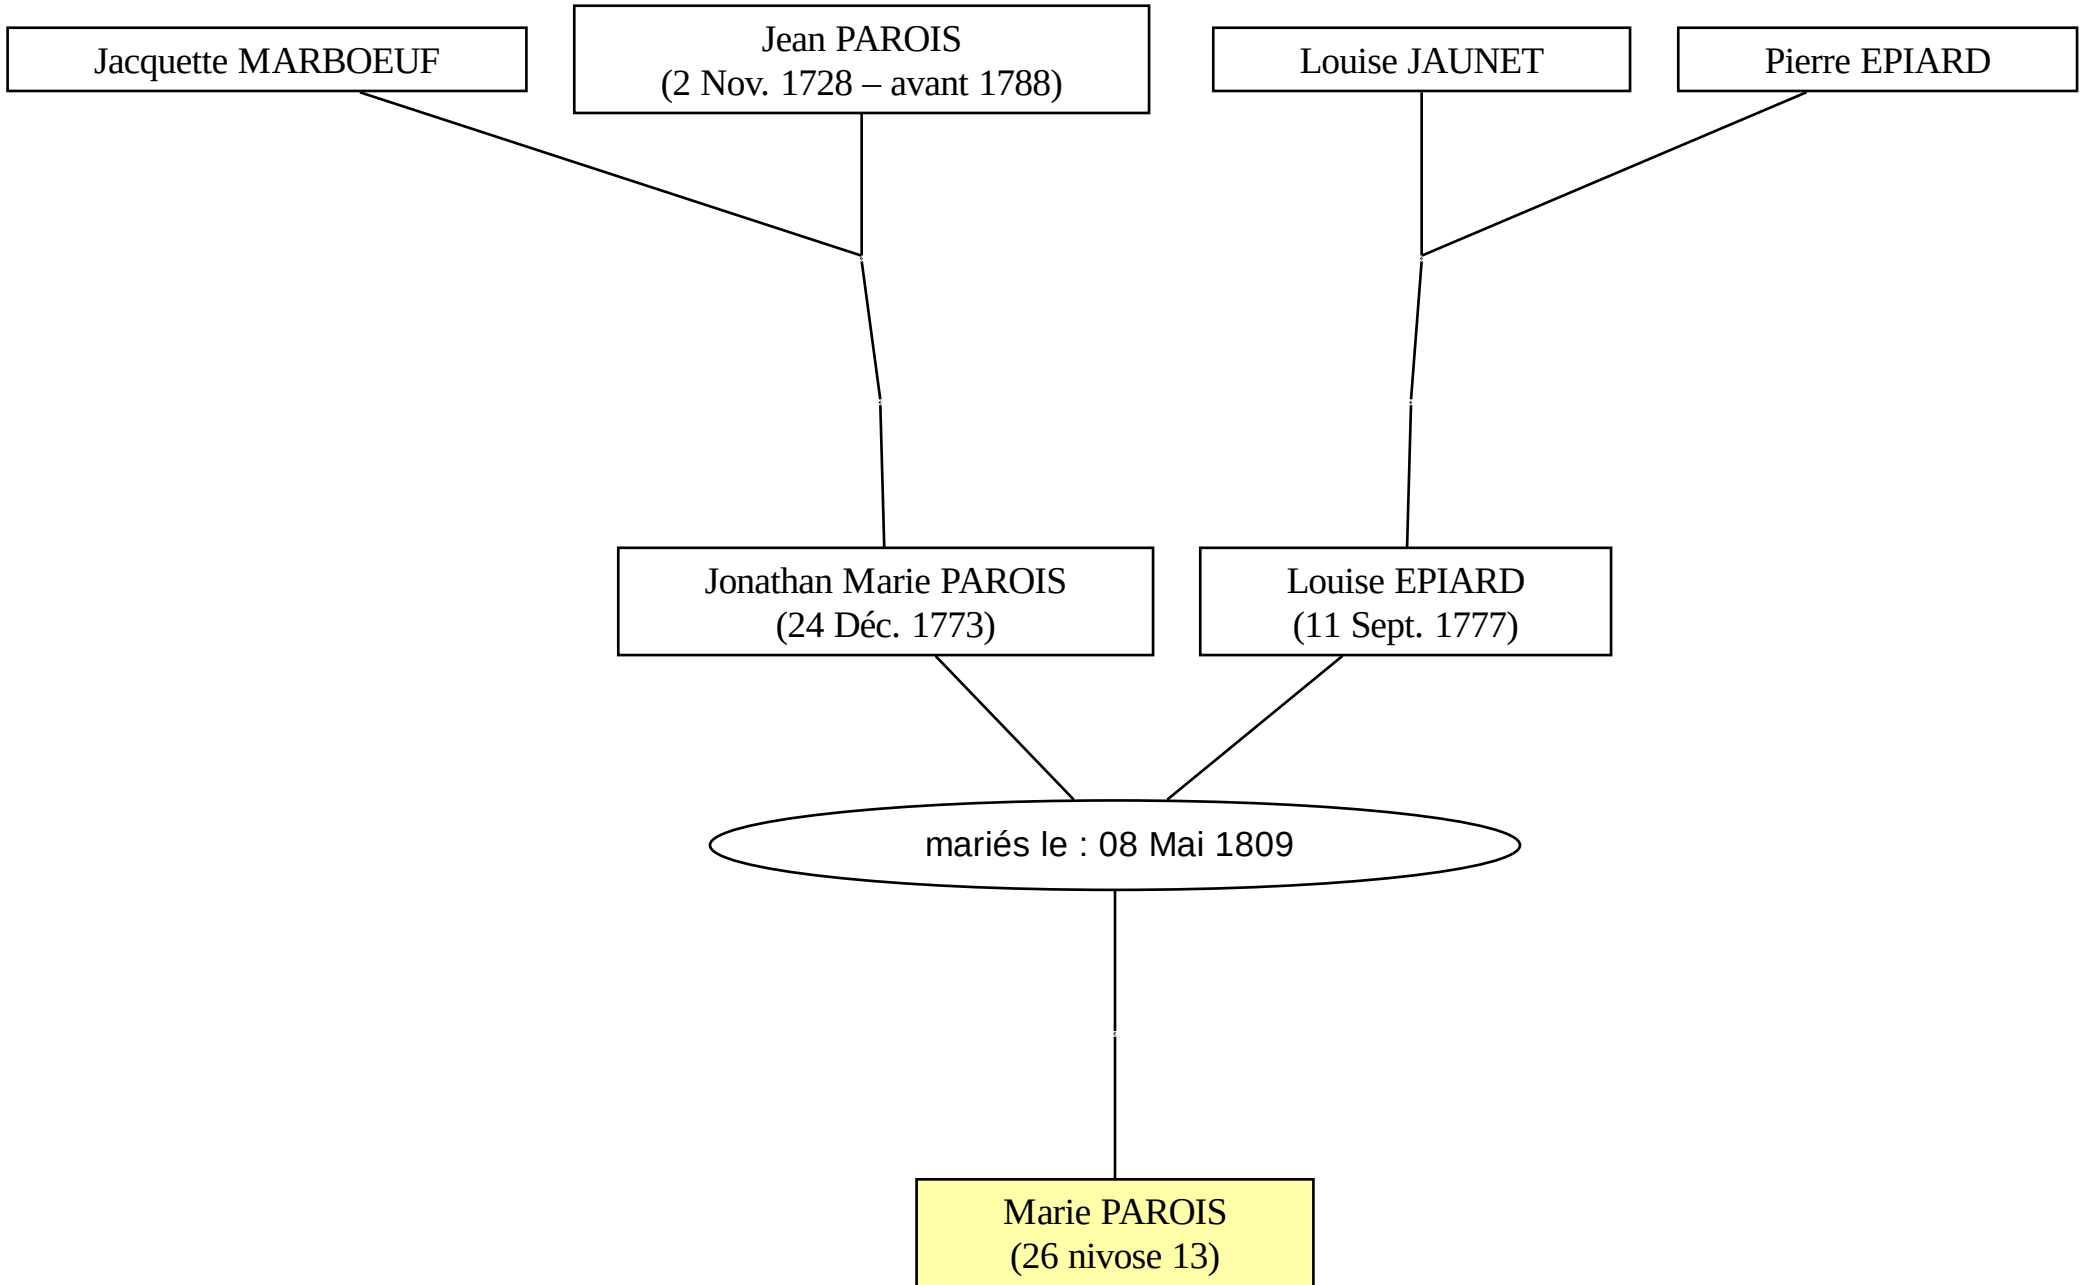 Jacquette MARBOEUF
Jean PAROIS
(2 Nov. 1728 – avant 1788)
Louise JAUNET
Pierre EPIARD
Jonathan Marie PAROIS
(24 Déc. 1773)
Louise EPIARD
(11 Sept. 1777)
mariés le : 08 Mai 1809
Marie PAROIS
(26 nivose 13)